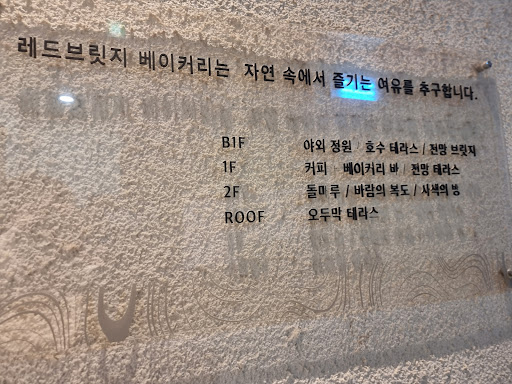 레드브릿지 베이커리는 자연 속에서 즐기는 여유를 추구합니다.
B1F 야외 정원 / 호수 테라스 / 전망 브릿지
1F 커피 / 베이커리 바 / 전망 테라스
2F 돌마루 / 바람의 복도 / 사색의 방
ROOF 오두막 테라스